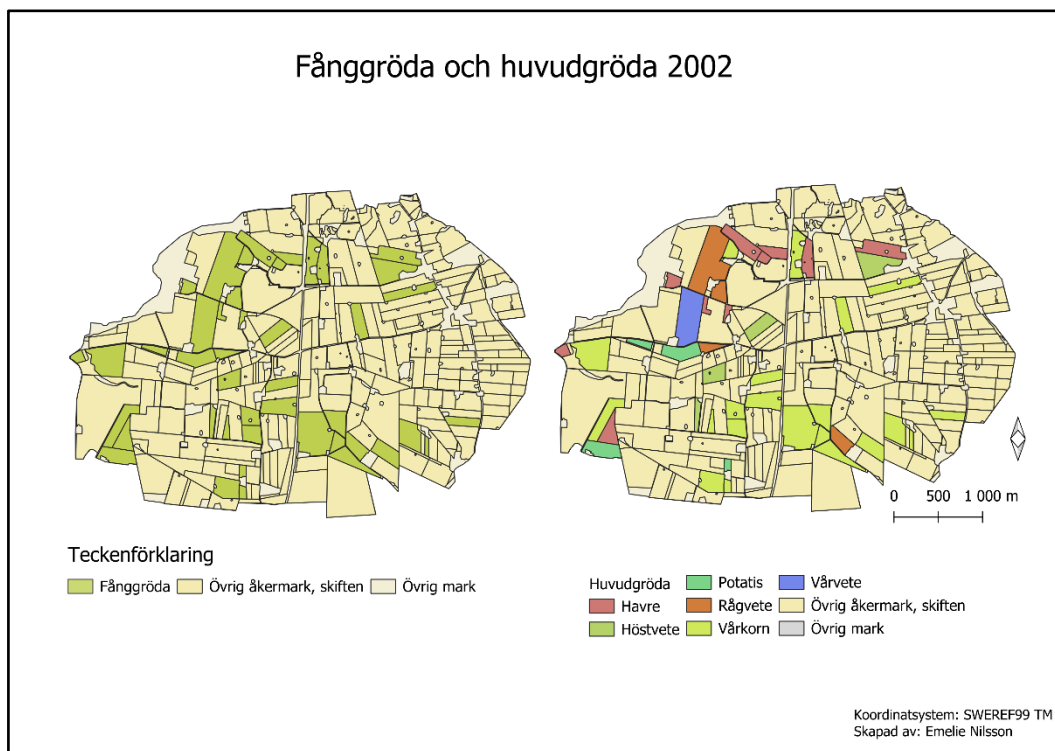 Fånggröda och huvudgröda 2002
0 500 1 000 m
Teckenförklaring
Fånggröda Övrig åkermark, skiften Övrig mark
Huvudgröda Potatis Vårvete
Havre Rågvete Övrig åkermark, skiften
Höstvete Vårkorn Övrig mark
Koordinatsystem: SWEREF99 TM
Skapad av: Emelie Nilsson